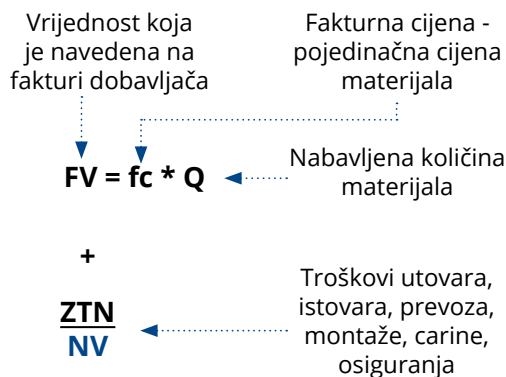 Vrijednost koja
je navedena na
fakturi dobavljača
Fakturna cijena -
pojedinačna cijena
materijala
FV = fc * Q
Nabavljena količina
materijala
+
ZTN
NV
Troškovi utovara,
istovara, prevoza,
montaže, carine,
osiguranja